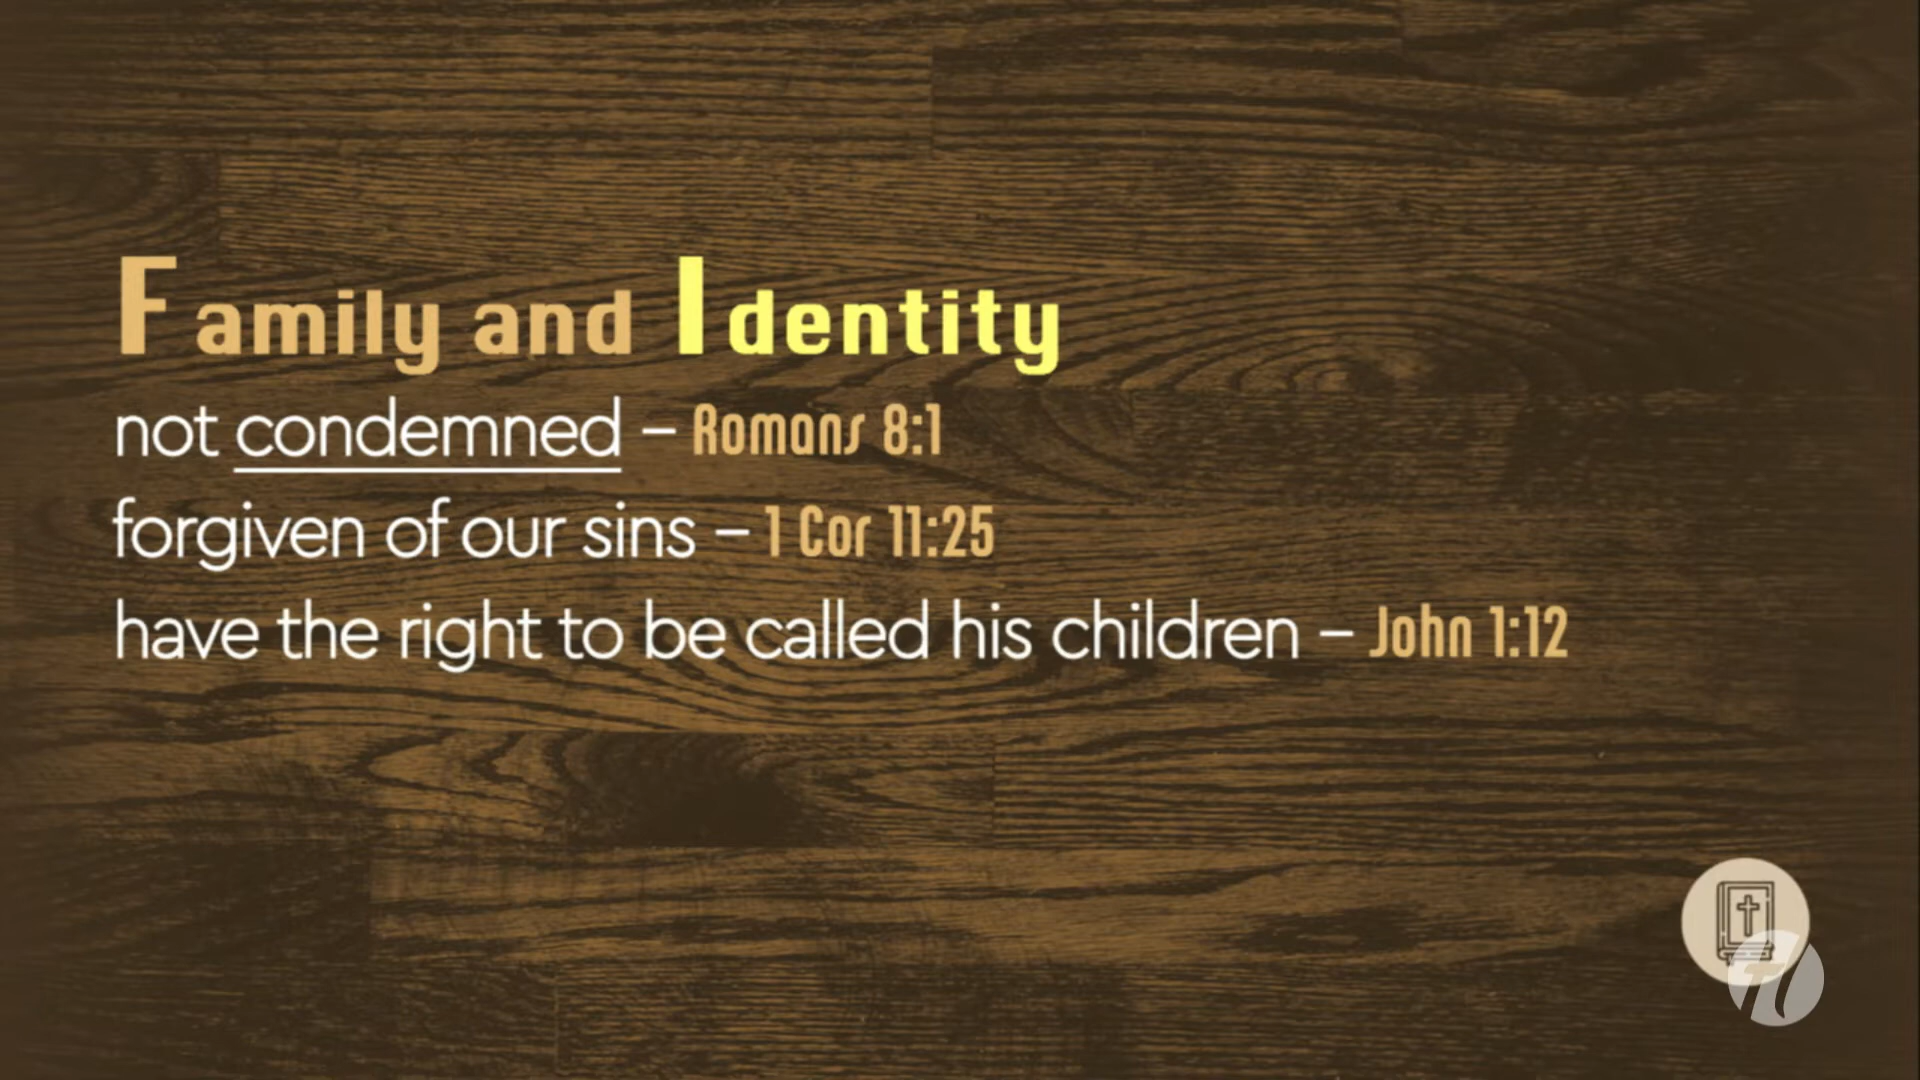 Family and Identity
not condemned – Romans 8:1
forgiven of our sins – 1 Cor 11:25
have the right to be called his children – John 1:12